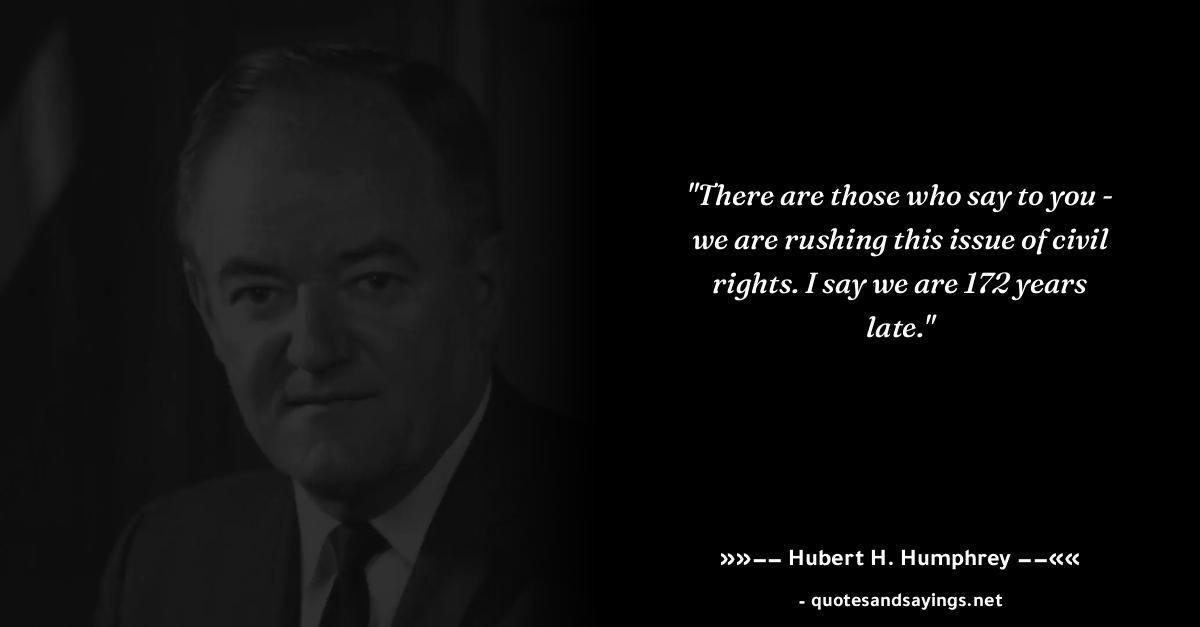 "There are those who say to you -
we are rushing this issue of civil
rights. I say we are 172 years
late."
»»−− Hubert H. Humphrey −−««
- quotesandsayings.net